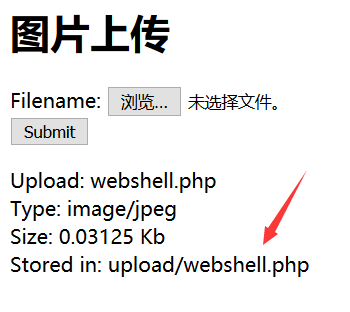 图片上传
Filename: 浏览... 未选择文件。
Submit
Upload: webshell.php
Type: image/jpeg
Size: 0.03125 Kb
Stored in: upload/webshell.php